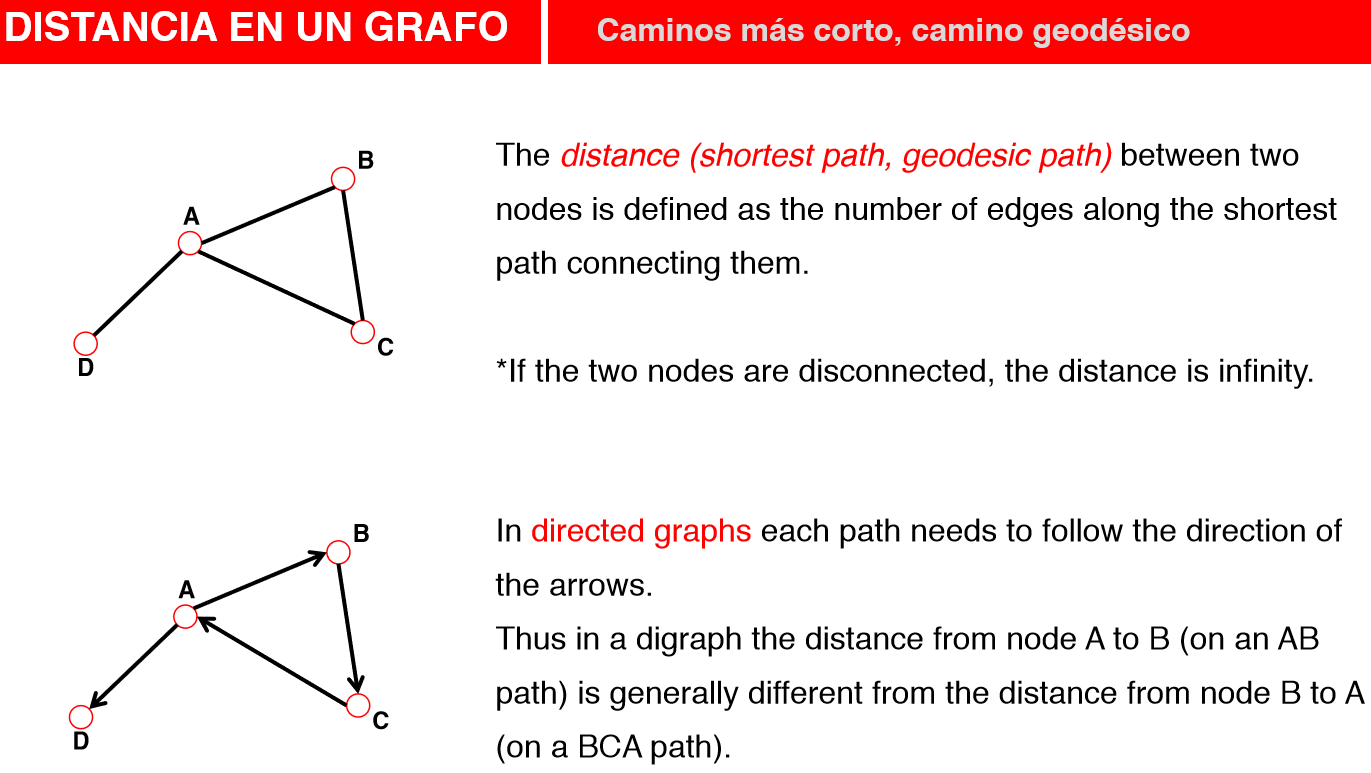 DISTANCIA EN UN GRAFO
Caminos más corto, camino geodésico
B
A
C
D
The distance (shortest path, geodesic path) between two
nodes is defined as the number of edges along the shortest
path connecting them.
*If the two nodes are disconnected, the distance is infinity.
B
A
C
D
In directed graphs each path needs to follow the direction of
the arrows.
Thus in a digraph the distance from node A to B (on an AB
path) is generally different from the distance from node B to A
(on a BCA path).